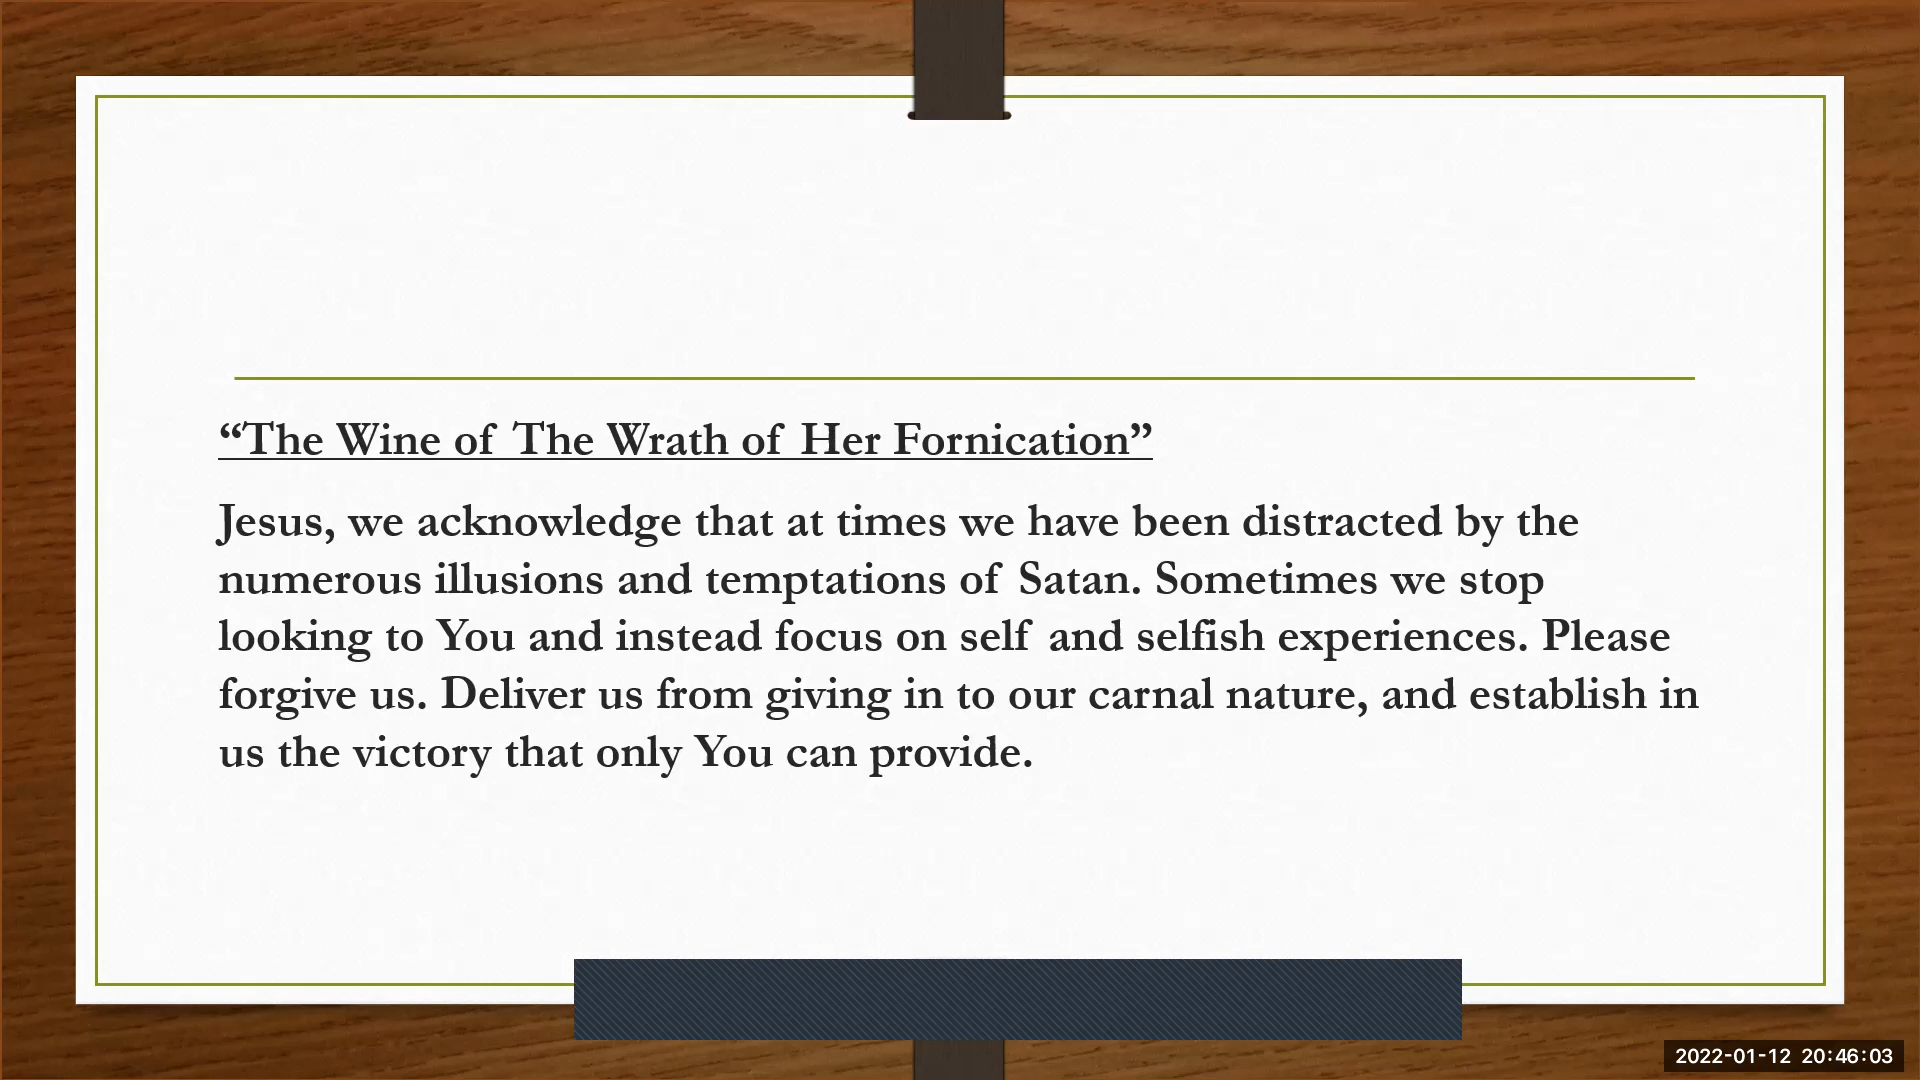 “The Wine of The Wrath of Her Fornication”
Jesus, we acknowledge that at times we have been distracted by the
numerous illusions and temptations of Satan. Sometimes we stop
looking to You and instead focus on self and selfish experiences. Please
forgive us. Deliver us from giving in to our carnal nature, and establish in
us the victory that only You can provide.
2022-01-12 20:46:03